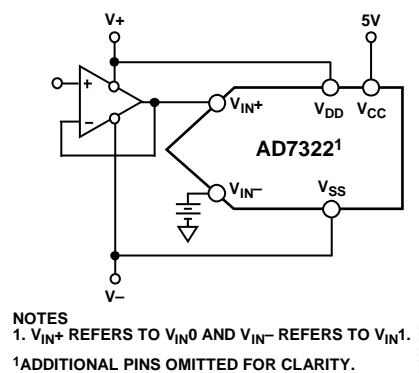 V+
5V
+
–
VIN+
VDD
VCC
AD7322¹
VIN–
VSS
V–
NOTES
1. VIN+ REFERS TO VIN0 AND VIN– REFERS TO VIN1.
¹ADDITIONAL PINS OMITTED FOR CLARITY.